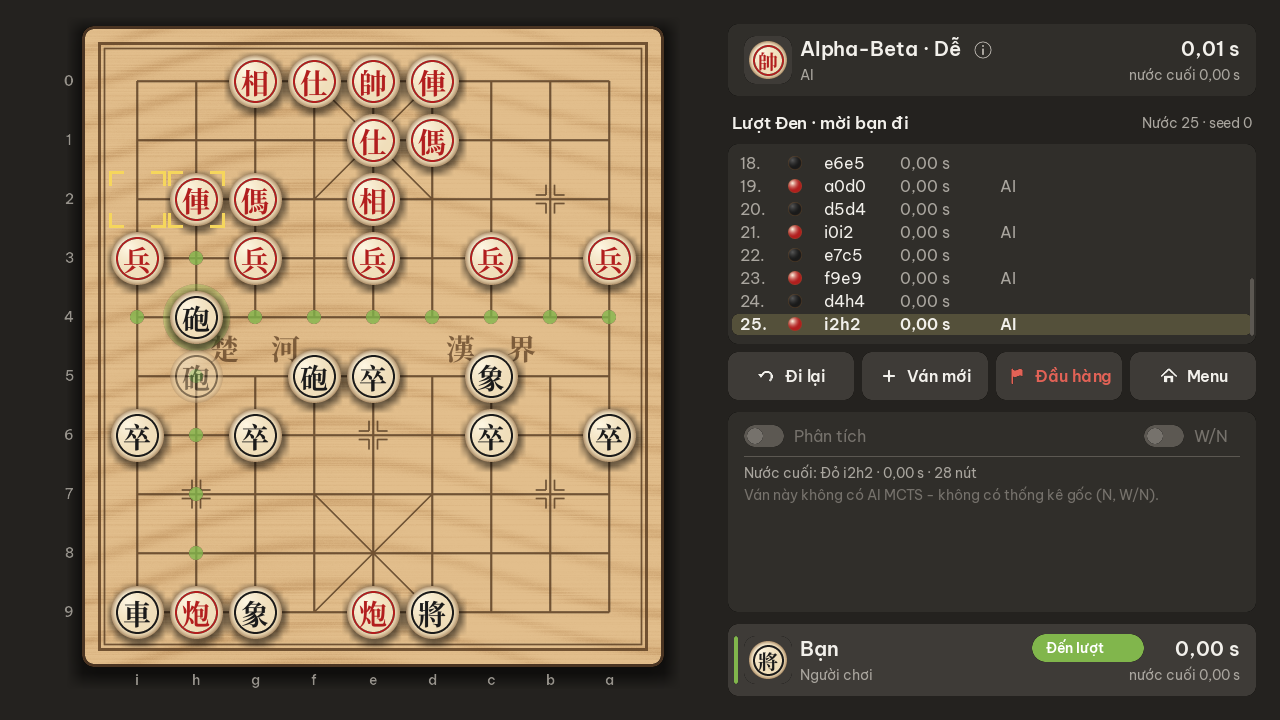 0
相 仕 帥 俥
1
仕 傌
2
俥 傌 相
3
兵 兵 兵 兵 兵
4
砲
楚 河 漢 界
5
砲 砲 卒 象
6
卒 卒 卒 卒
7
8
9
車 炮 象 炮 將
i h g f e d c b a
帥
Alpha-Beta · Dễ
0,01 s
AI
nước cuối 0,00 s
Lượt Đen · mời bạn đi
Nước 25 · seed 0
18. e6e5 0,00 s
19. a0d0 0,00 s AI
20. d5d4 0,00 s
21. i0i2 0,00 s AI
22. e7c5 0,00 s
23. f9e9 0,00 s AI
24. d4h4 0,00 s
25. i2h2 0,00 s AI
Đi lại
Ván mới
Đầu hàng
Menu
Phân tích
W/N
Nước cuối: Đỏ i2h2 · 0,00 s · 28 nút
Ván này không có AI MCTS – không có thống kê gốc (N, W/N).
將
Bạn
Đến lượt
0,00 s
Người chơi
nước cuối 0,00 s